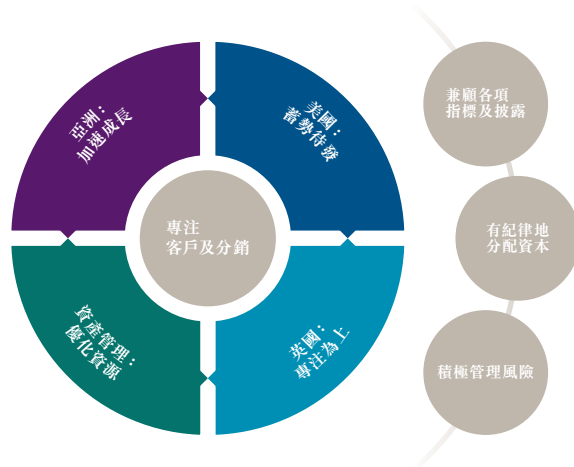 亞洲：
加速成長
美國：
蓄勢待發
專注
客戶及分銷
資產管理：
優化資源
英國：
專注為上
兼顧各項
指標及披露
有紀律地
分配資本
積極管理風險